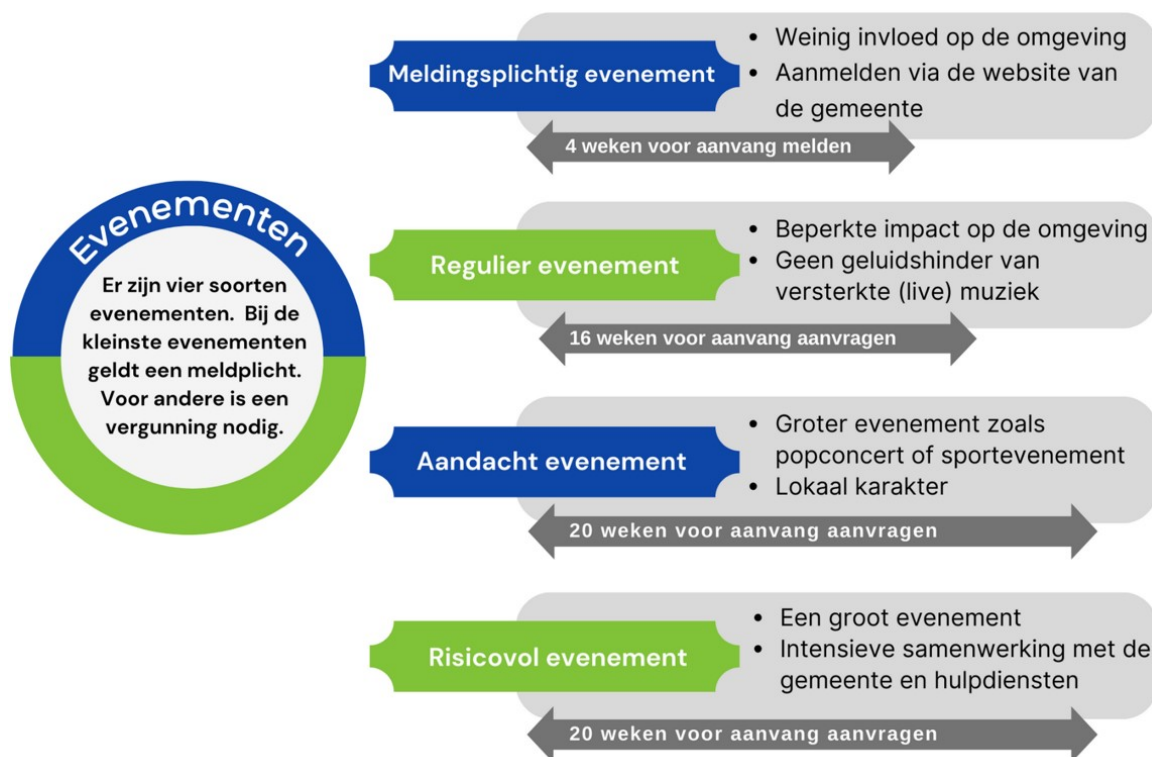 Evenementen
Er zijn vier soorten
evenementen. Bij de
kleinste evenementen
geldt een meldplicht.
Voor andere is een
vergunning nodig.
Meldingsplichtig evenement
• Weinig invloed op de omgeving
• Aanmelden via de website van
de gemeente
4 weken voor aanvang melden
Regulier evenement
• Beperkte impact op de omgeving
• Geen geluidshinder van
versterkte (live) muziek
16 weken voor aanvang aanvragen
Aandacht evenement
• Groter evenement zoals
popconcert of sportevenement
• Lokaal karakter
20 weken voor aanvang aanvragen
Risicovol evenement
• Een groot evenement
• Intensieve samenwerking met de
gemeente en hulpdiensten
20 weken voor aanvang aanvragen